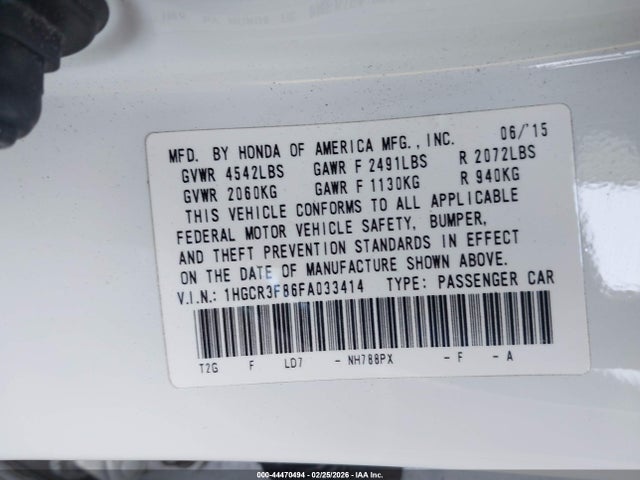 MFD. BY HONDA OF AMERICA MFG., INC. 06/'15
GVWR 4542LBS GAWR F 2491LBS R 2072LBS
GVWR 2060KG GAWR F 1130KG R 940KG
THIS VEHICLE CONFORMS TO ALL APPLICABLE
FEDERAL MOTOR VEHICLE SAFETY, BUMPER,
AND THEFT PREVENTION STANDARDS IN EFFECT
ON THE DATE OF MANUFACTURE SHOWN ABOVE.
V.I.N.: 1HGCR3F86FA033414 TYPE: PASSENGER CAR
T2G F LD7 - NH788PX - F - A
000-44470494 - 02/25/2026 - IAA Inc.